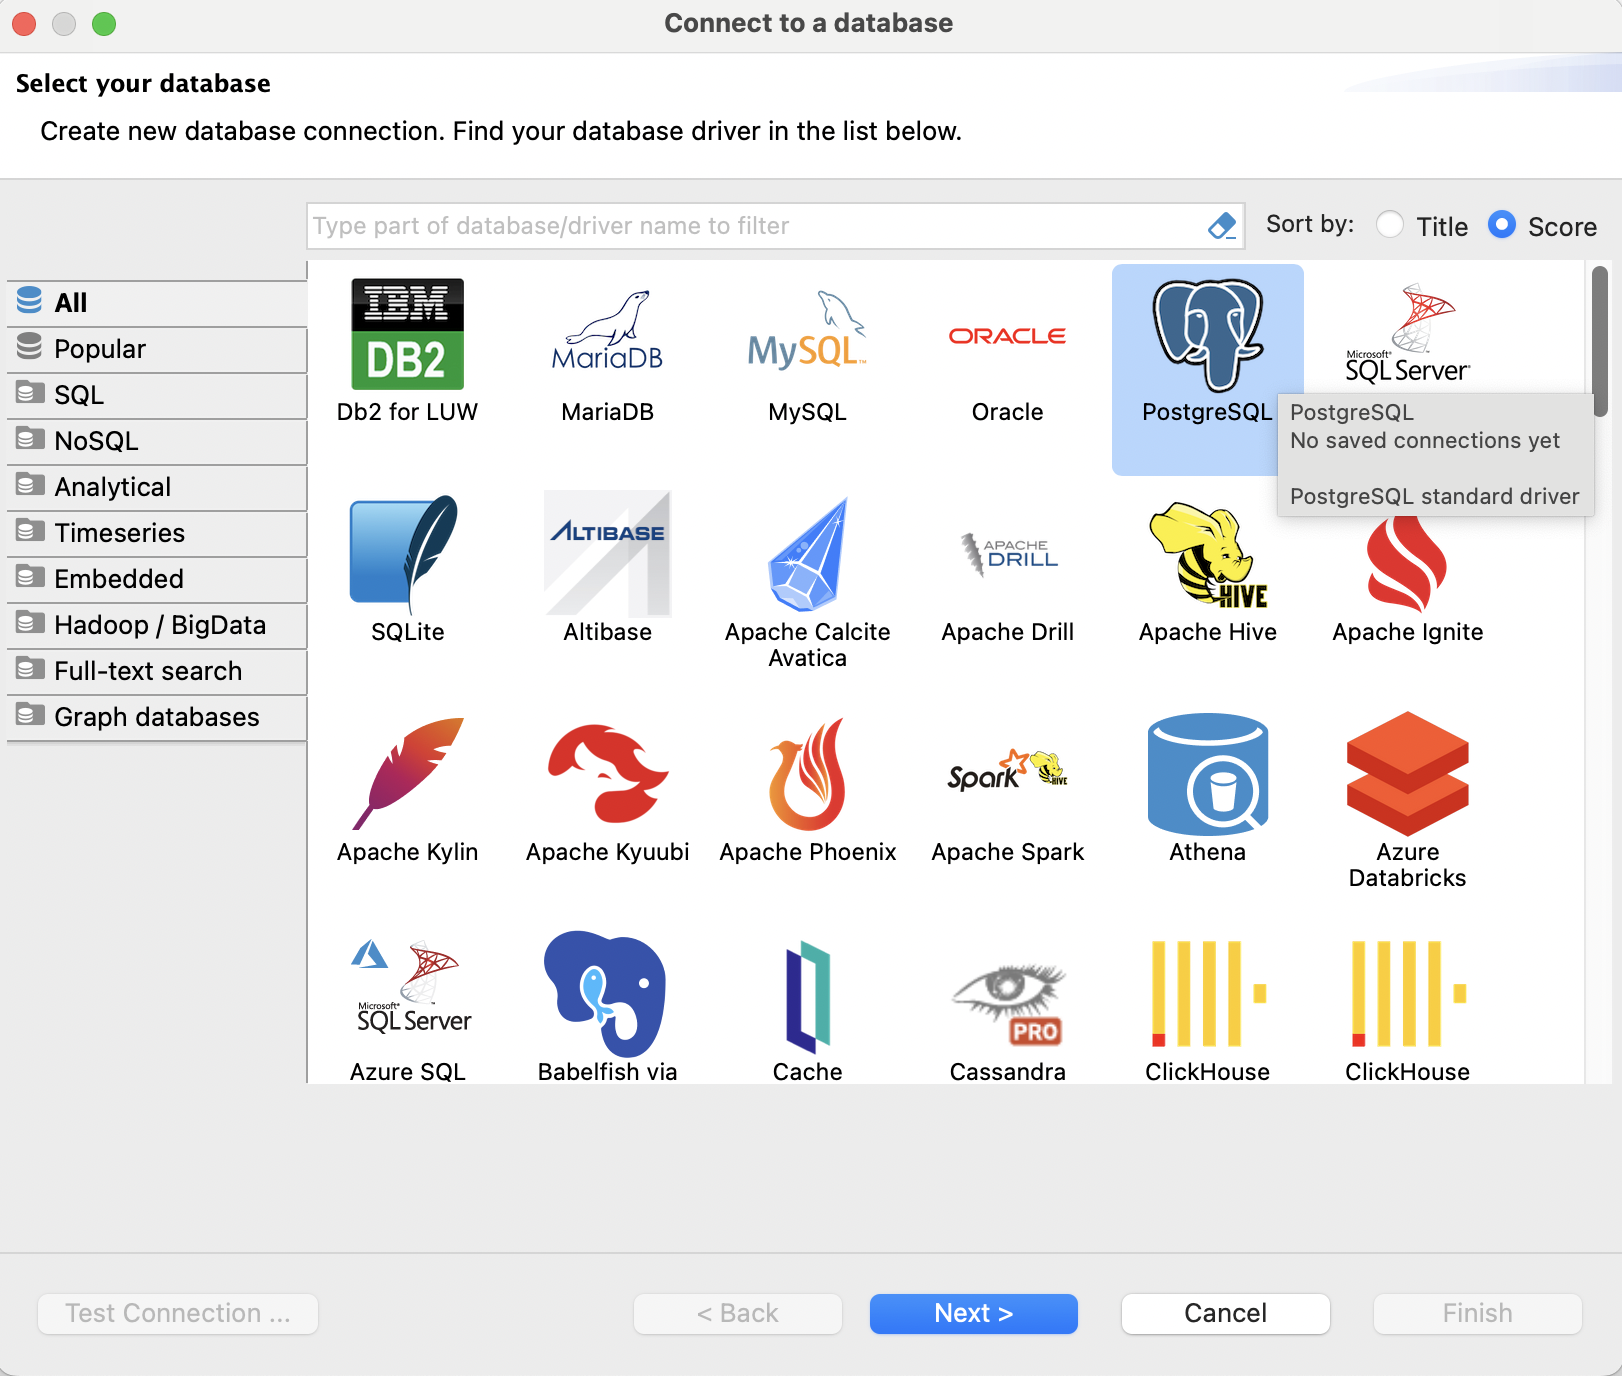 Connect to a database
Select your database
Create new database connection. Find your database driver in the list below.
Type part of database/driver name to filter
Sort by: Title Score
All
Popular
SQL
NoSQL
Analytical
Timeseries
Embedded
Hadoop / BigData
Full-text search
Graph databases
IBM
DB2
Db2 for LUW
MariaDB
MariaDB
MySQL
MySQL
ORACLE
Oracle
PostgreSQL
Microsoft
SQL Server
PostgreSQL
No saved connections yet
PostgreSQL standard driver
SQLite
ALTIBASE
Altibase
Apache Calcite
Avatica
APACHE
DRILL
Apache Drill
HIVE
Apache Hive
Apache Ignite
Apache Kylin
Apache Kyuubi
Apache Phoenix
Spark HIVE
Apache Spark
Athena
Azure
Databricks
Microsoft
SQL Server
Azure SQL
Babelfish via
Cache
PRO
Cassandra
ClickHouse
ClickHouse
Test Connection ...
< Back
Next >
Cancel
Finish